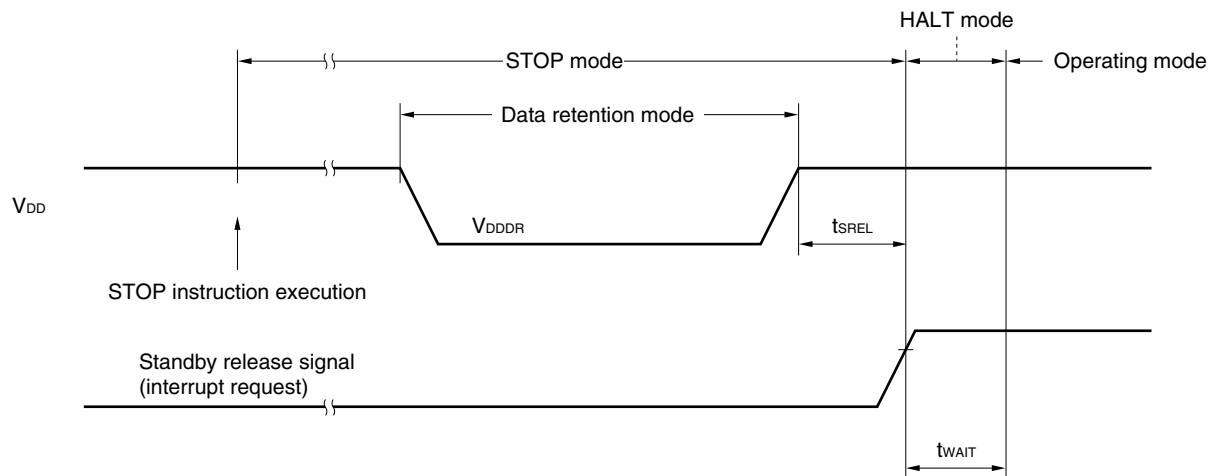 HALT mode
STOP mode
Operating mode
Data retention mode
VDD
VDDDR
tSREL
STOP instruction execution
Standby release signal
(interrupt request)
tWAIT